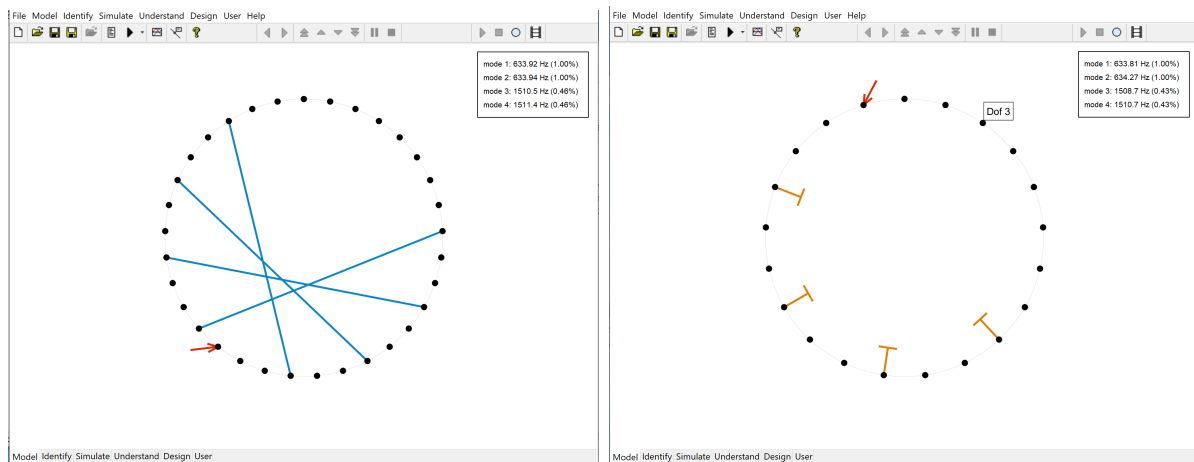 File Model Identify Simulate Understand Design User Help
mode 1: 633.92 Hz (1.00%)
mode 2: 633.94 Hz (1.00%)
mode 3: 1510.5 Hz (0.46%)
mode 4: 1511.4 Hz (0.46%)
Model Identify Simulate Understand Design User
File Model Identify Simulate Understand Design User Help
mode 1: 633.81 Hz (1.00%)
mode 2: 634.27 Hz (1.00%)
mode 3: 1508.7 Hz (0.43%)
mode 4: 1510.7 Hz (0.43%)
Dof 3
Model Identify Simulate Understand Design User